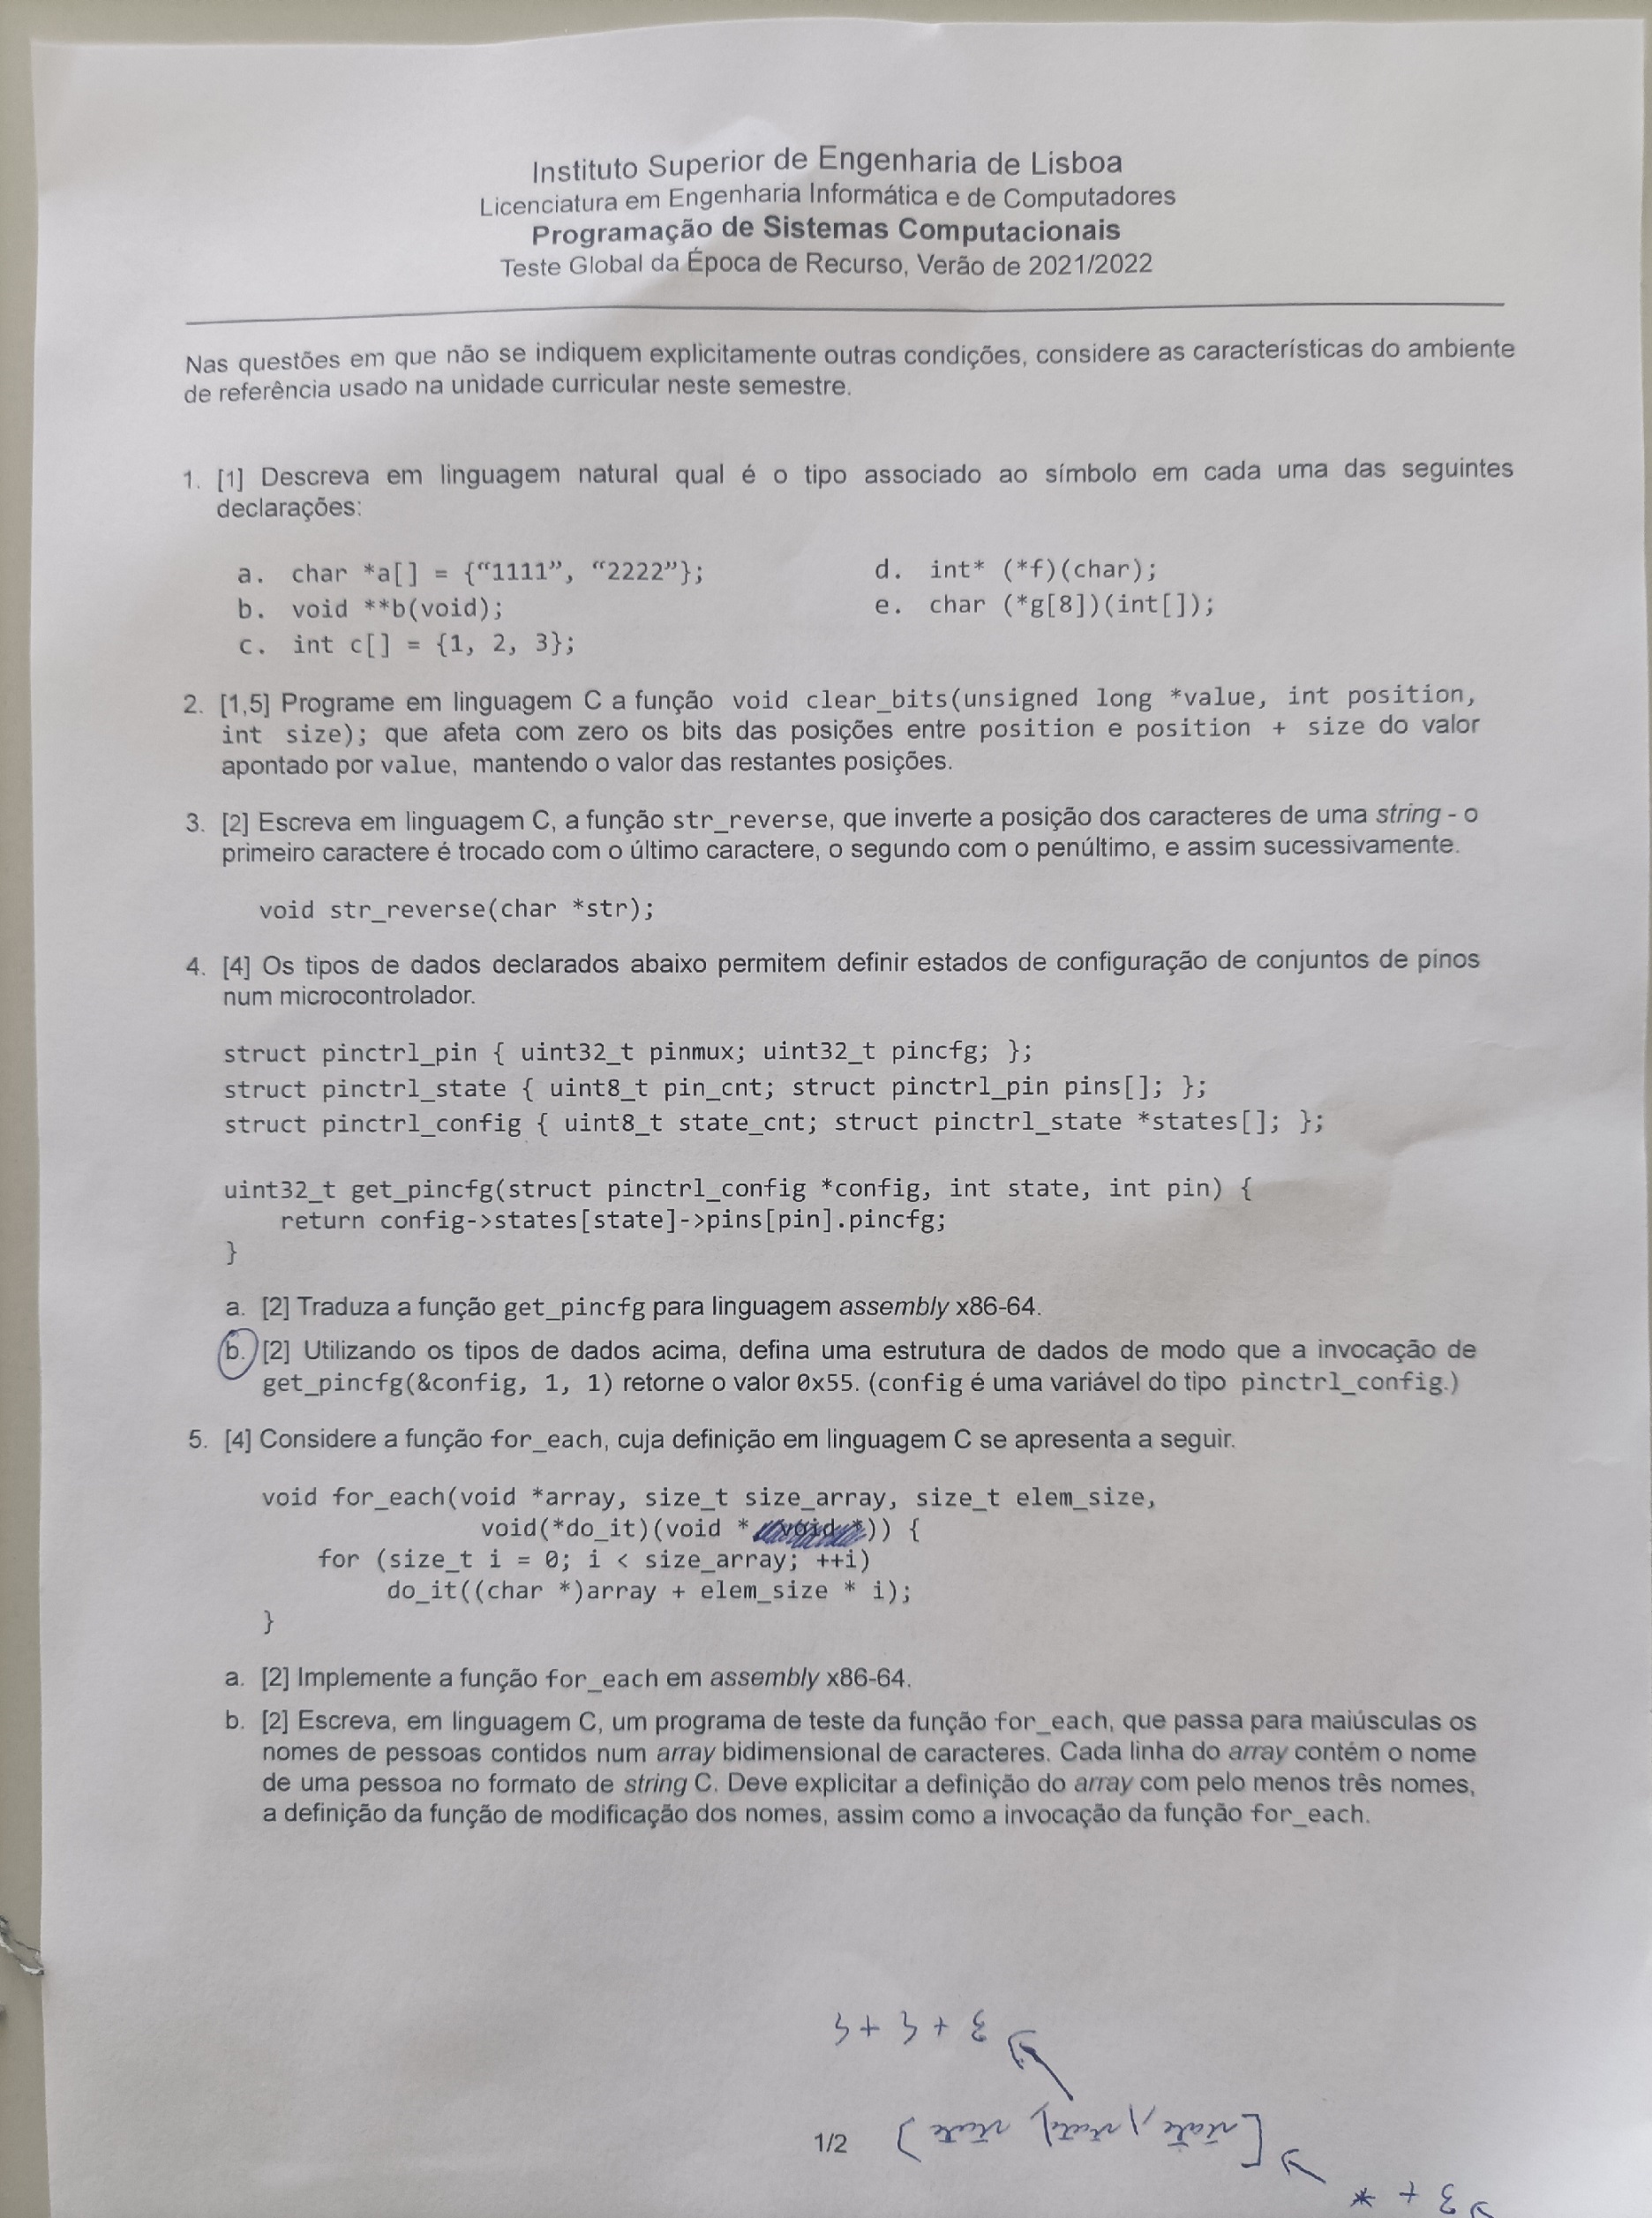 Instituto Superior de Engenharia de Lisboa
Licenciatura em Engenharia Informática e de Computadores
Programação de Sistemas Computacionais
Teste Global da Época de Recurso, Verão de 2021/2022
Nas questões em que não se indiquem explicitamente outras condições, considere as características do ambiente
de referência usado na unidade curricular neste semestre.
1. [1] Descreva em linguagem natural qual é o tipo associado ao símbolo em cada uma das seguintes
declarações:
a. char *a[] = {“1111”, “2222”};
b. void **b(void);
c. int c[] = {1, 2, 3};
d. int* (*f)(char);
e. char (*g[8])(int[]);
2. [1,5] Programe em linguagem C a função void clear_bits(unsigned long *value, int position,
int size); que afeta com zero os bits das posições entre position e position + size do valor
apontado por value, mantendo o valor das restantes posições.
3. [2] Escreva em linguagem C, a função str_reverse, que inverte a posição dos caracteres de uma string - o
primeiro caractere é trocado com o último caractere, o segundo com o penúltimo, e assim sucessivamente.
void str_reverse(char *str);
4. [4] Os tipos de dados declarados abaixo permitem definir estados de configuração de conjuntos de pinos
num microcontrolador.
struct pinctrl_pin { uint32_t pinmux; uint32_t pincfg; };
struct pinctrl_state { uint8_t pin_cnt; struct pinctrl_pin pins[]; };
struct pinctrl_config { uint8_t state_cnt; struct pinctrl_state *states[]; };
uint32_t get_pincfg(struct pinctrl_config *config, int state, int pin) {
return config->states[state]->pins[pin].pincfg;
}
a. [2] Traduza a função get_pincfg para linguagem assembly x86-64.
b. [2] Utilizando os tipos de dados acima, defina uma estrutura de dados de modo que a invocação de
get_pincfg(&config, 1, 1) retorne o valor 0x55. (config é uma variável do tipo pinctrl_config.)
5. [4] Considere a função for_each, cuja definição em linguagem C se apresenta a seguir.
void for_each(void *array, size_t size_array, size_t elem_size,
void(*do_it)(void * )) {
for (size_t i = 0; i < size_array; ++i)
do_it((char *)array + elem_size * i);
}
a. [2] Implemente a função for_each em assembly x86-64.
b. [2] Escreva, em linguagem C, um programa de teste da função for_each, que passa para maiúsculas os
nomes de pessoas contidos num array bidimensional de caracteres. Cada linha do array contém o nome
de uma pessoa no formato de string C. Deve explicitar a definição do array com pelo menos três nomes,
a definição da função de modificação dos nomes, assim como a invocação da função for_each.
1/2